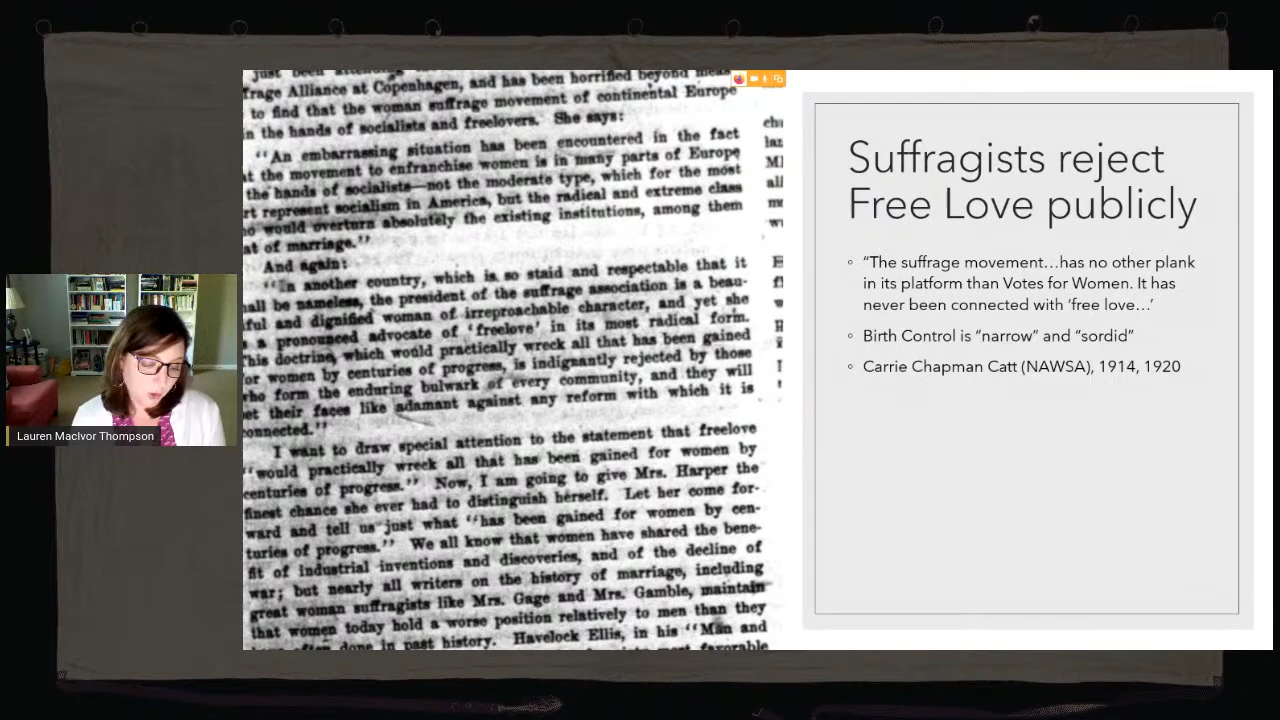 just been
frage Alliance at Copenhagen, and has been horrified beyond meas
to find that the woman suffrage movement of continental Europe
n the hands of socialists and freelovers. She says:
"An embarrassing situation has been encountered in the fact
t the movement to enfranchise women is in many parts of Europe
the hands of socialists—not the moderate type, which for the most
rt represent socialism in America, but the radical and extreme class
o would overturn absolutely the existing institutions, among them
at of marriage."
And again:
"In another country, which is so staid and respectable that it
all be nameless, the president of the suffrage association is a beau-
iful and dignified woman of irreproachable character, and yet she
a pronounced advocate of 'freelove' in its most radical form.
This doctrine, which would practically wreck all that has been gained
or women by centuries of progress, is indignantly rejected by those
who form the enduring bulwark of every community, and they will
et their faces like adamant against any reform with which it is
connected."
I want to draw special attention to the statement that freelove
"would practically wreck all that has been gained for women by
centuries of progress." Now, I am going to give Mrs. Harper the
finest chance she ever had to distinguish herself. Let her come for-
ward and tell us just what "has been gained for women by cen-
turies of progress." We all know that women have shared the bene-
fit of industrial inventions and discoveries, and of the decline of
war; but nearly all writers on the history of marriage, including
great woman suffragists like Mrs. Gage and Mrs. Gamble, maintain
that women today hold a worse position relatively to men than they
often done in past history. Havelock Ellis, in his "Man and
favorable
Suffragists reject
Free Love publicly
"The suffrage movement…has no other plank
in its platform than Votes for Women. It has
never been connected with 'free love…'
Birth Control is "narrow" and "sordid"
Carrie Chapman Catt (NAWSA), 1914, 1920
Lauren MacIvor Thompson